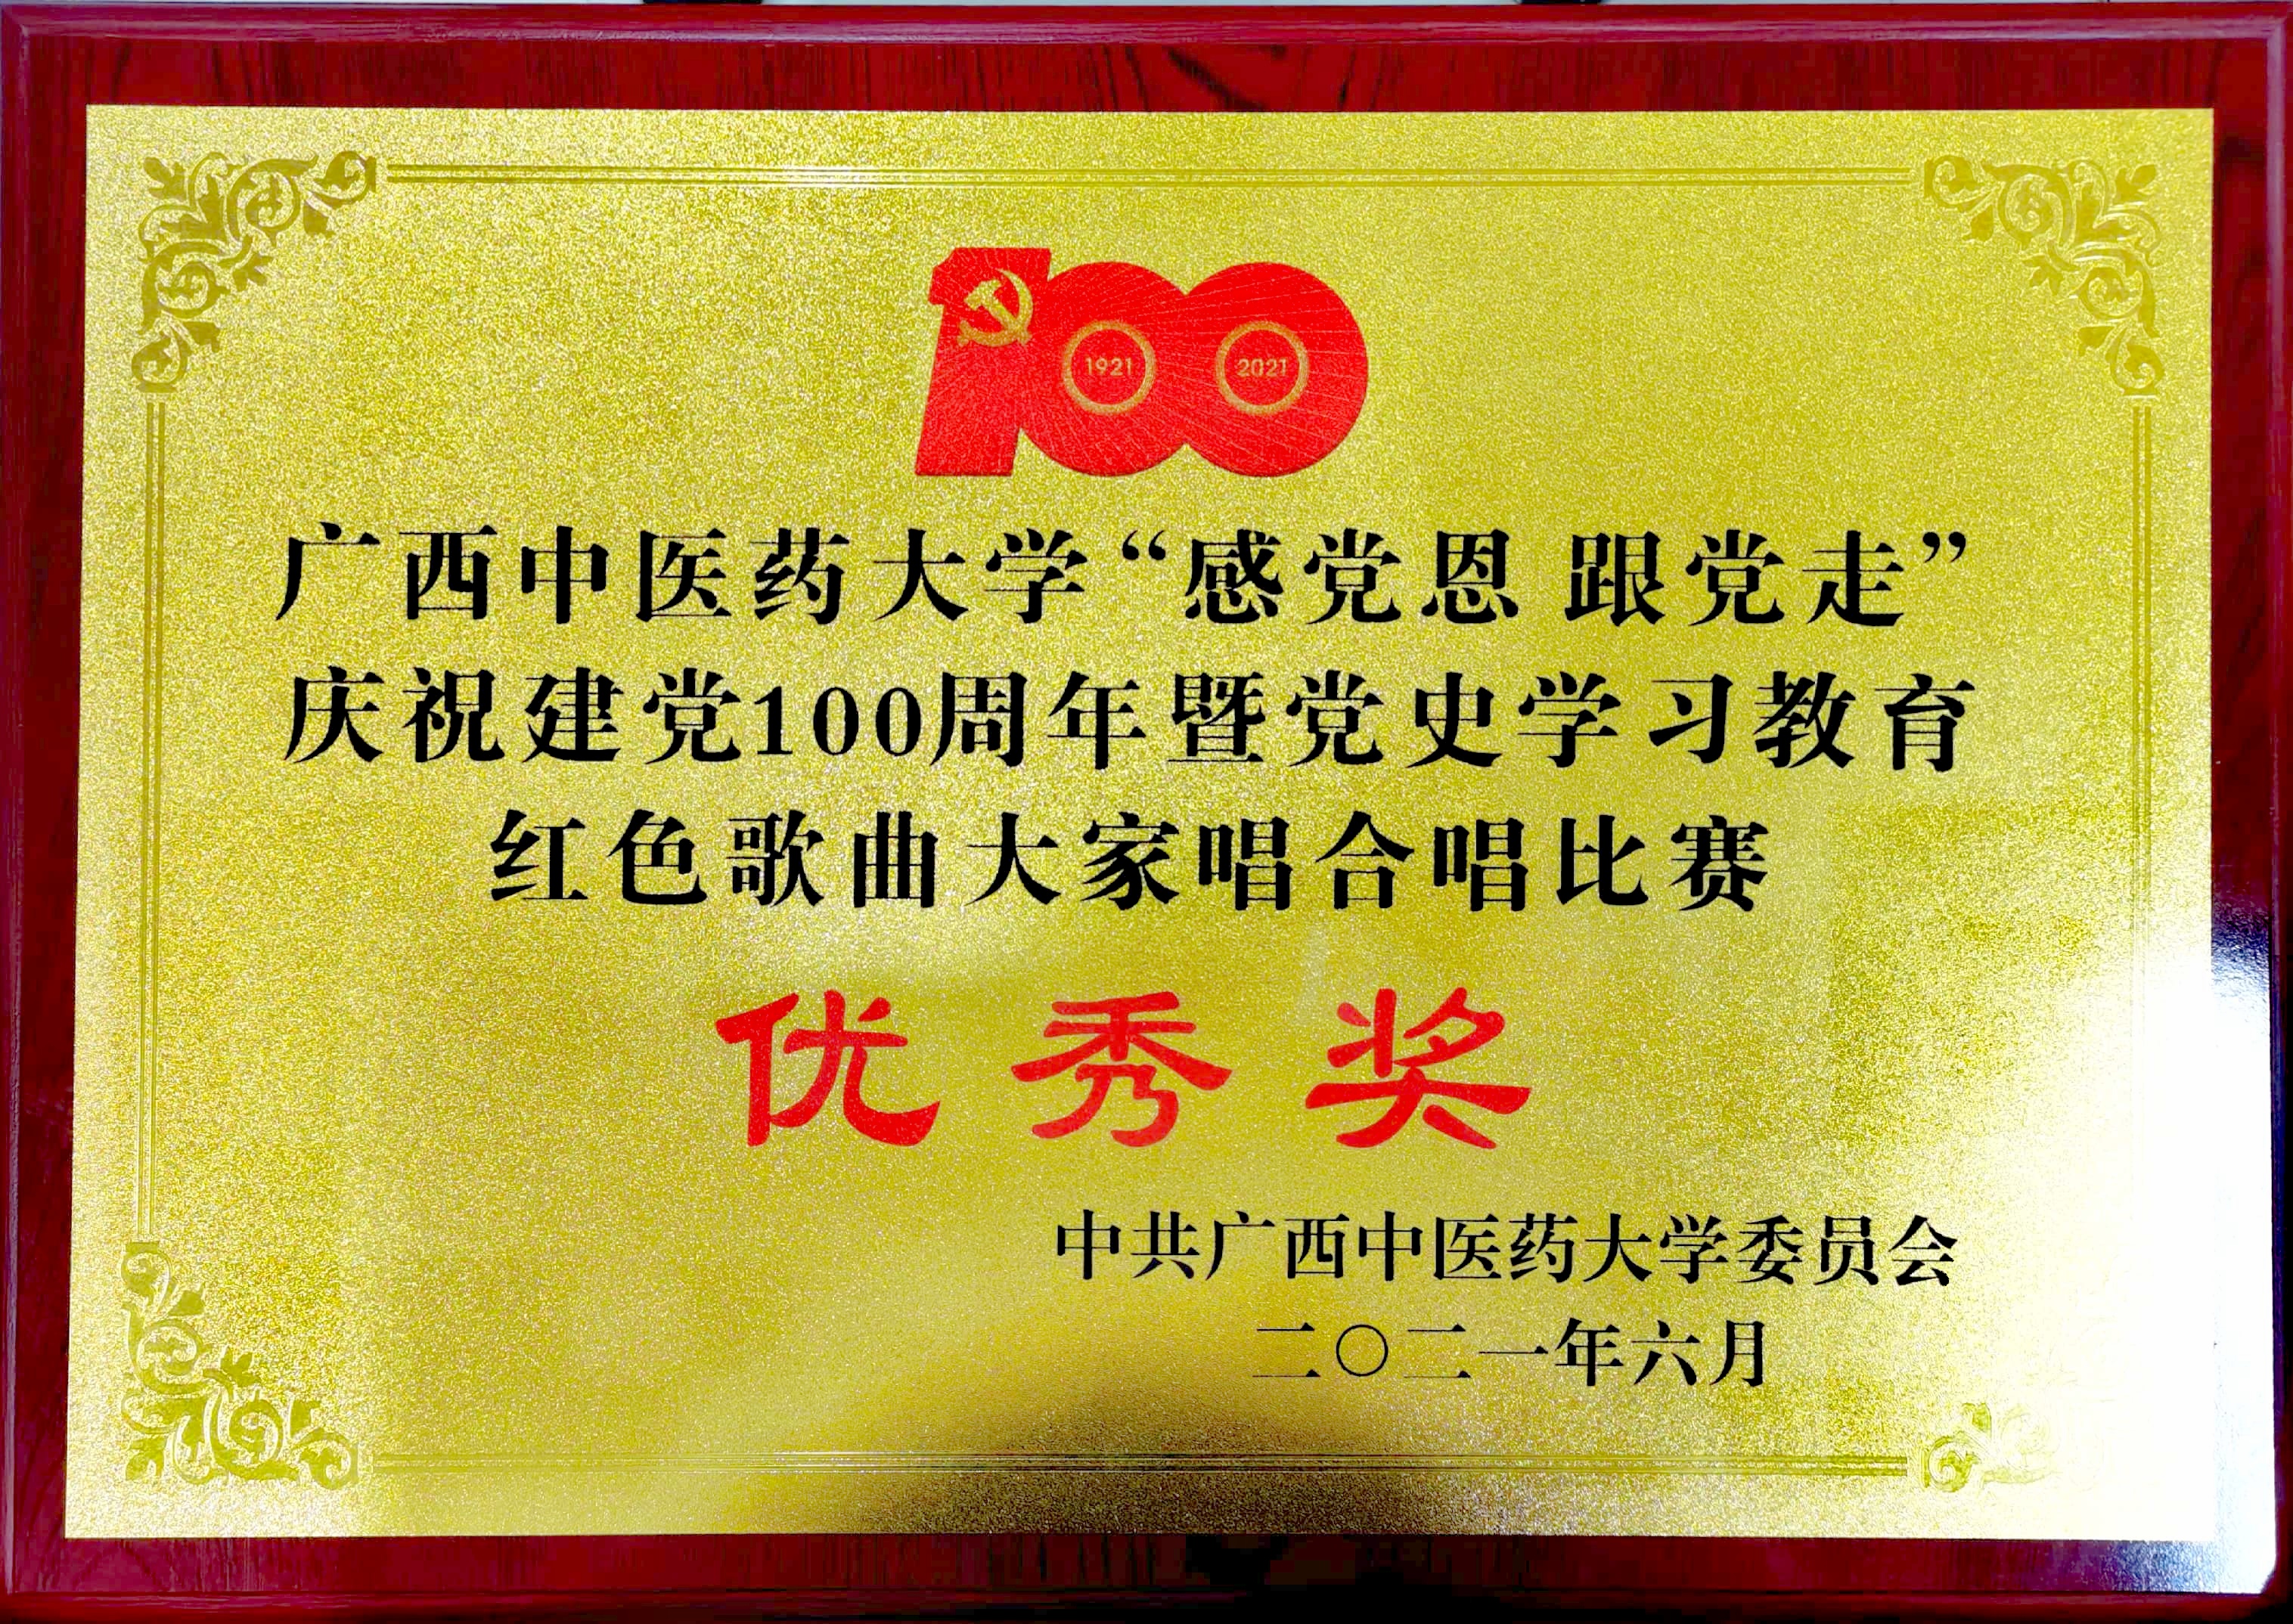 100
1921 2021
广西中医药大学“感党恩 跟党走”
庆祝建党100周年暨党史学习教育
红色歌曲大家唱合唱比赛
优秀奖
中共广西中医药大学委员会
二〇二一年六月